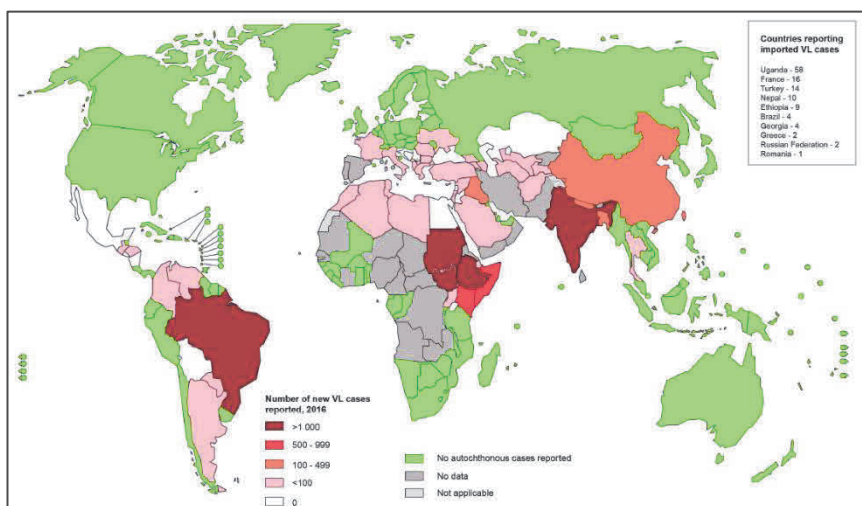 Countries reporting
imported VL cases
Uganda - 58
France - 16
Turkey - 14
Nepal - 10
Ethiopia - 9
Brazil - 4
Georgia - 4
Greece - 2
Russian Federation - 2
Romania - 1
Number of new VL cases
reported, 2016
>1 000
500 - 999
100 - 499
<100
0
No autochthonous cases reported
No data
Not applicable